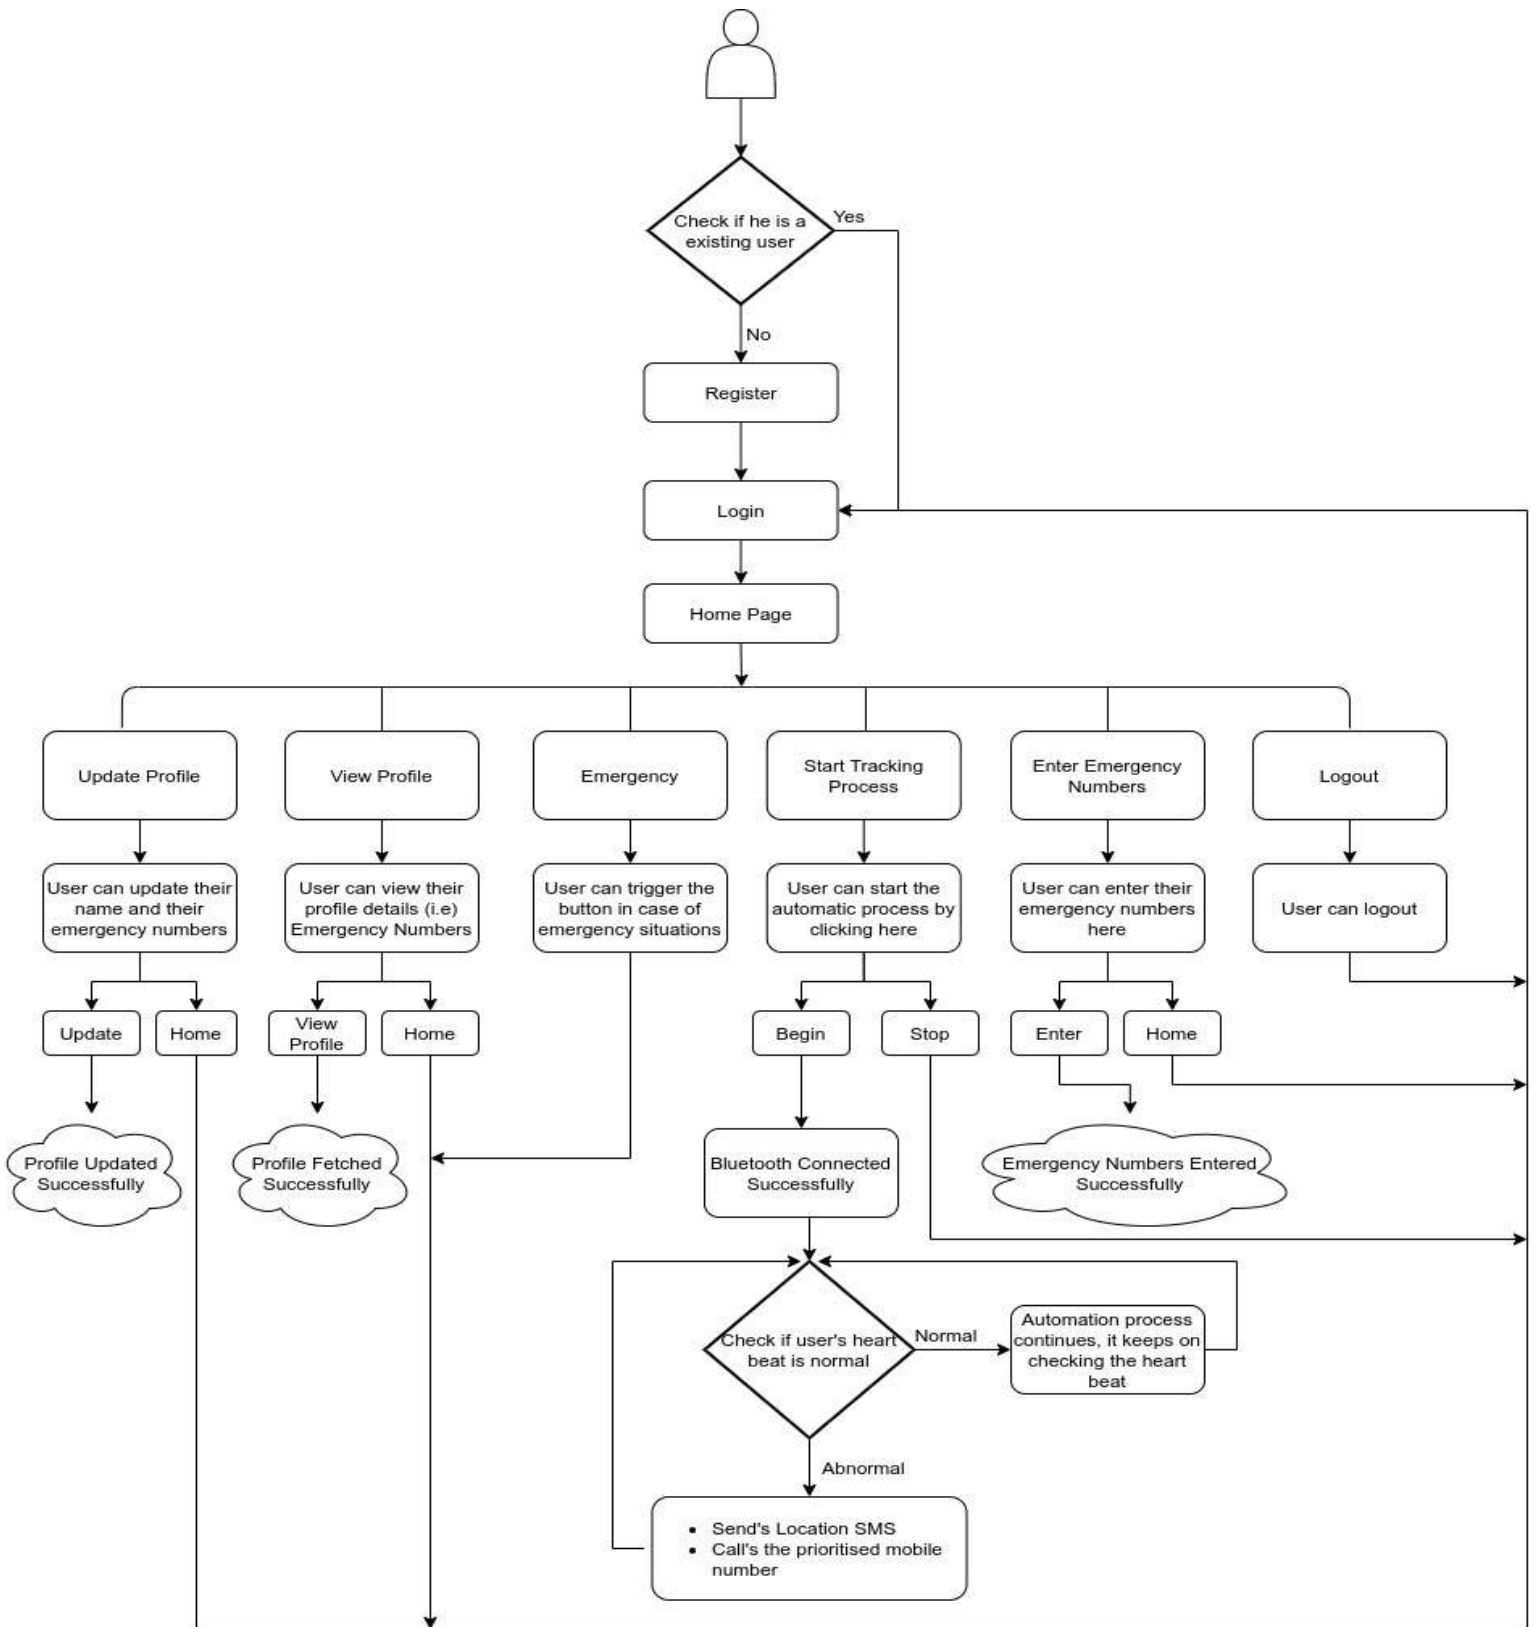 Check if he is a
existing user
Yes
No
Register
Login
Home Page
Update Profile
View Profile
Emergency
Start Tracking
Process
Enter Emergency
Numbers
Logout
User can update their
name and their
emergency numbers
User can view their
profile details (i.e)
Emergency Numbers
User can trigger the
button in case of
emergency situations
User can start the
automatic process by
clicking here
User can enter their
emergency numbers
here
User can logout
Update
Home
View
Profile
Home
Begin
Stop
Enter
Home
Profile Updated
Successfully
Profile Fetched
Successfully
Bluetooth Connected
Successfully
Emergency Numbers Entered
Successfully
Check if user's heart
beat is normal
Normal
Automation process
continues, it keeps on
checking the heart
beat
Abnormal
• Send's Location SMS
• Call's the prioritised mobile
number